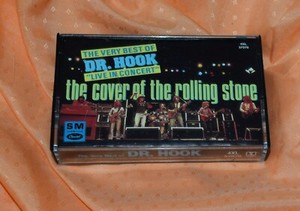 THE VERY BEST OF
DR. HOOK
"LIVE IN CONCERT"
the cover of the rolling stone
SM
DR. HOOK